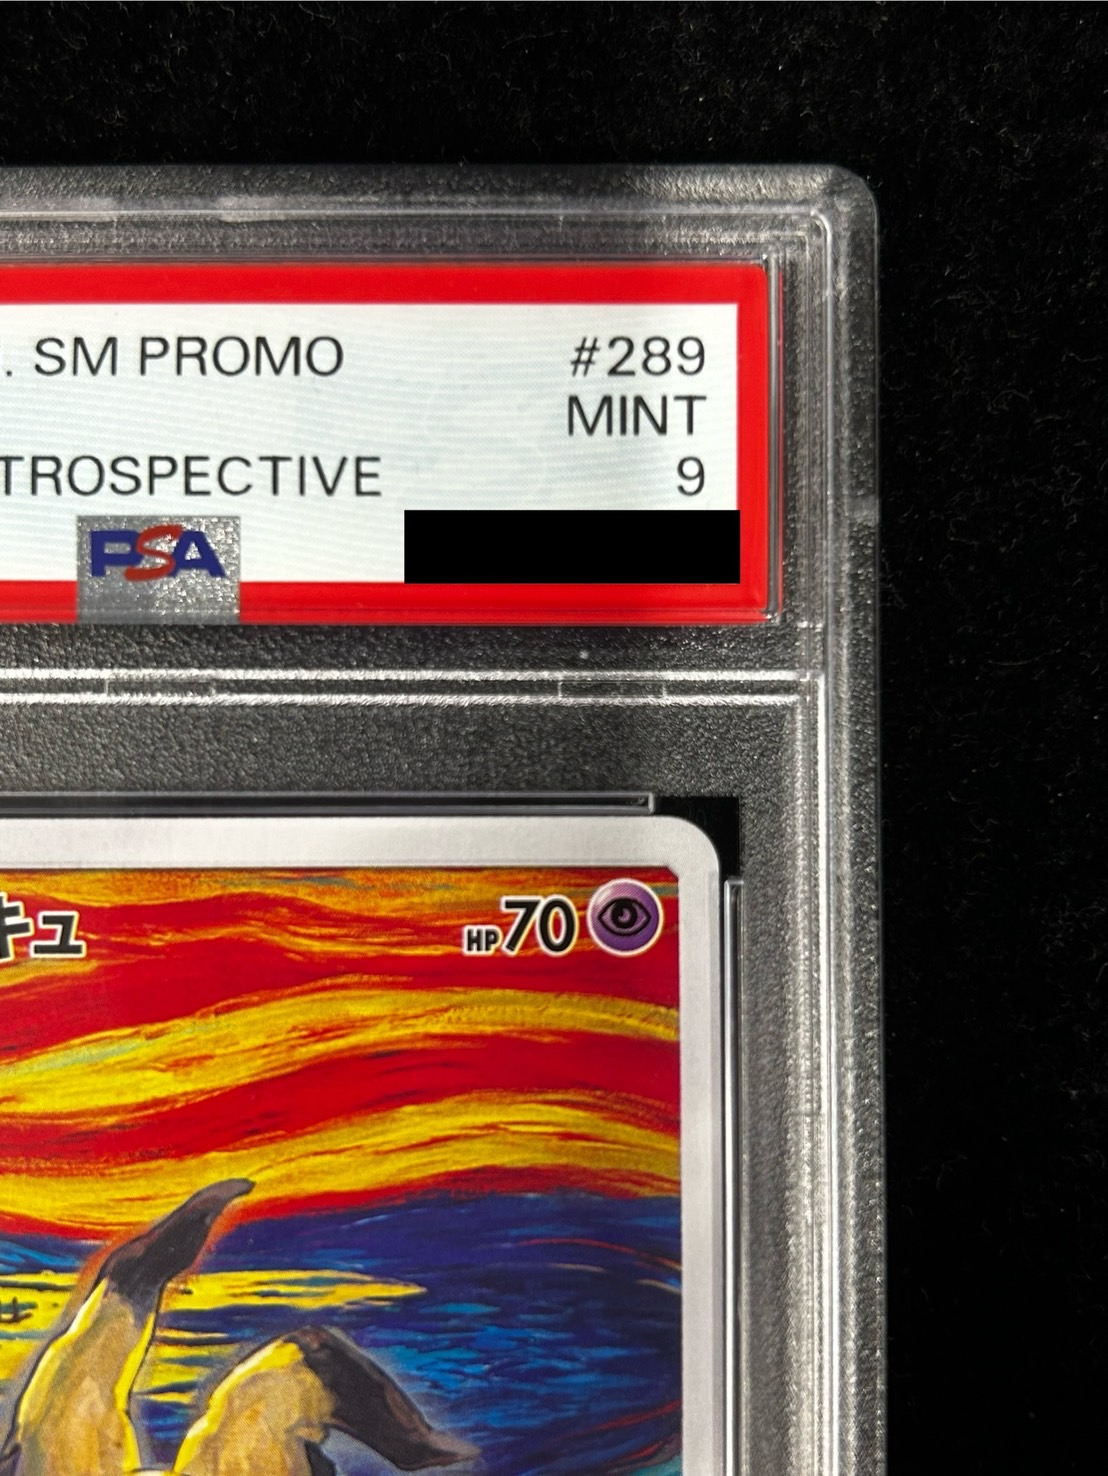 . SM PROMO #289
MINT
TROSPECTIVE 9
PSA
キュ HP70